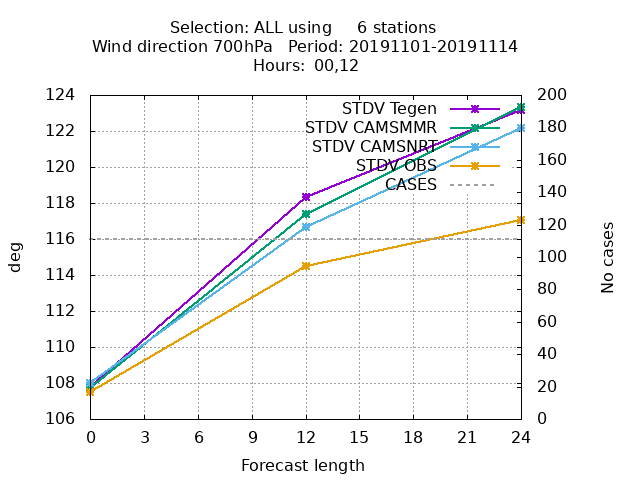 Selection: ALL using     6 stations
Wind direction 700hPa   Period: 20191101-20191114
Hours:  00,12
124
122
120
118
116
114
112
110
108
106
200
180
160
140
120
100
80
60
40
20
0
STDV Tegen
STDV CAMSMMR
STDV CAMSNRT
STDV OBS
CASES
deg
No cases
0 3 6 9 12 15 18 21 24
Forecast length